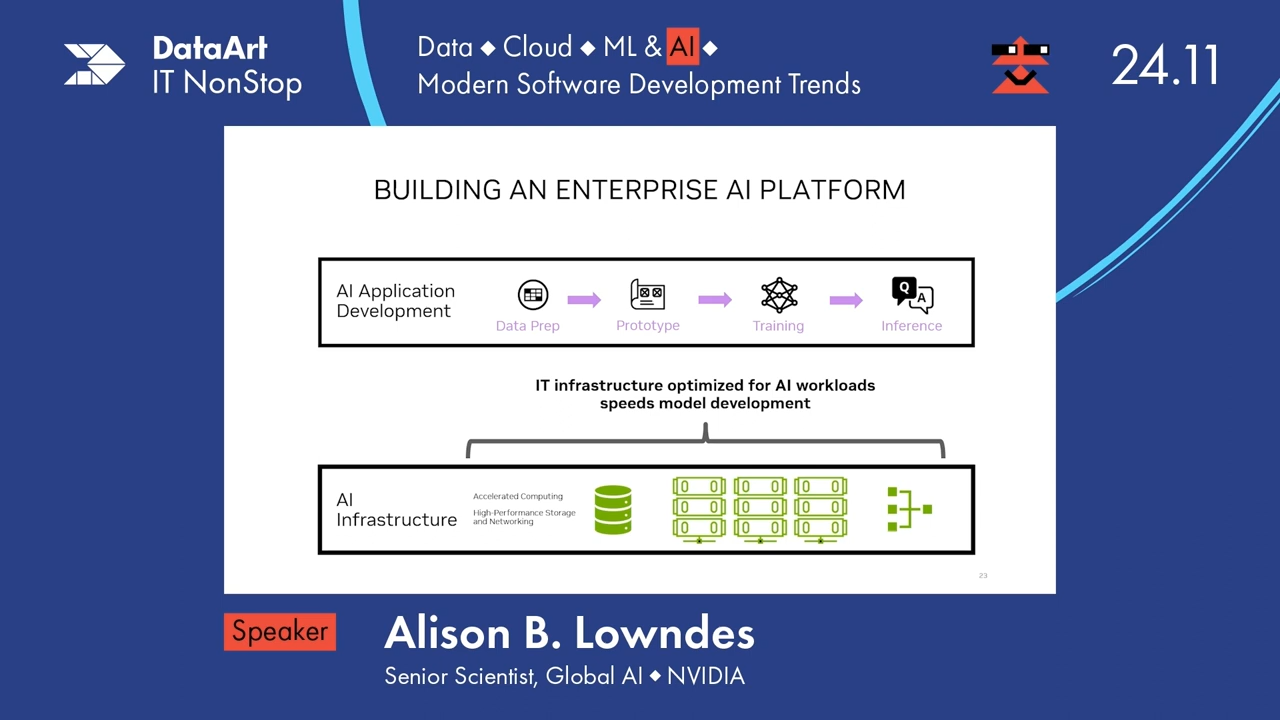 DataArt
IT NonStop
Data ◆ Cloud ◆ ML & AI ◆
Modern Software Development Trends
24.11
BUILDING AN ENTERPRISE AI PLATFORM
AI Application
Development
Data Prep
Prototype
Training
Q
A
Inference
IT infrastructure optimized for AI workloads
speeds model development
AI
Infrastructure
Accelerated Computing
High-Performance Storage
and Networking
23
Speaker
Alison B. Lowndes
Senior Scientist, Global AI ◆ NVIDIA